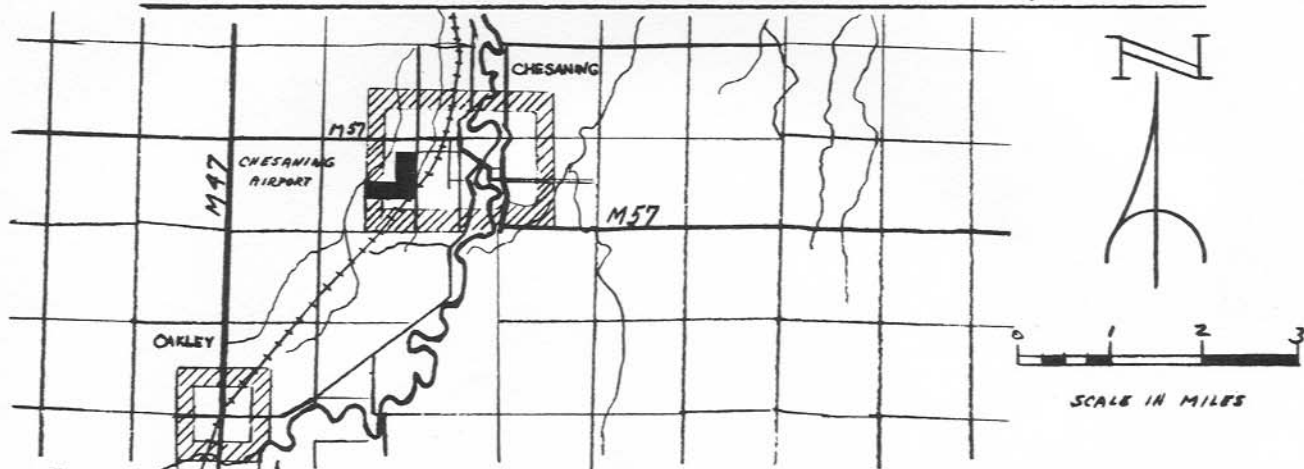 N
CHESANING
M57
M47
CHESANING
AIRPORT
M57
OAKLEY
0 1 2 3
SCALE IN MILES